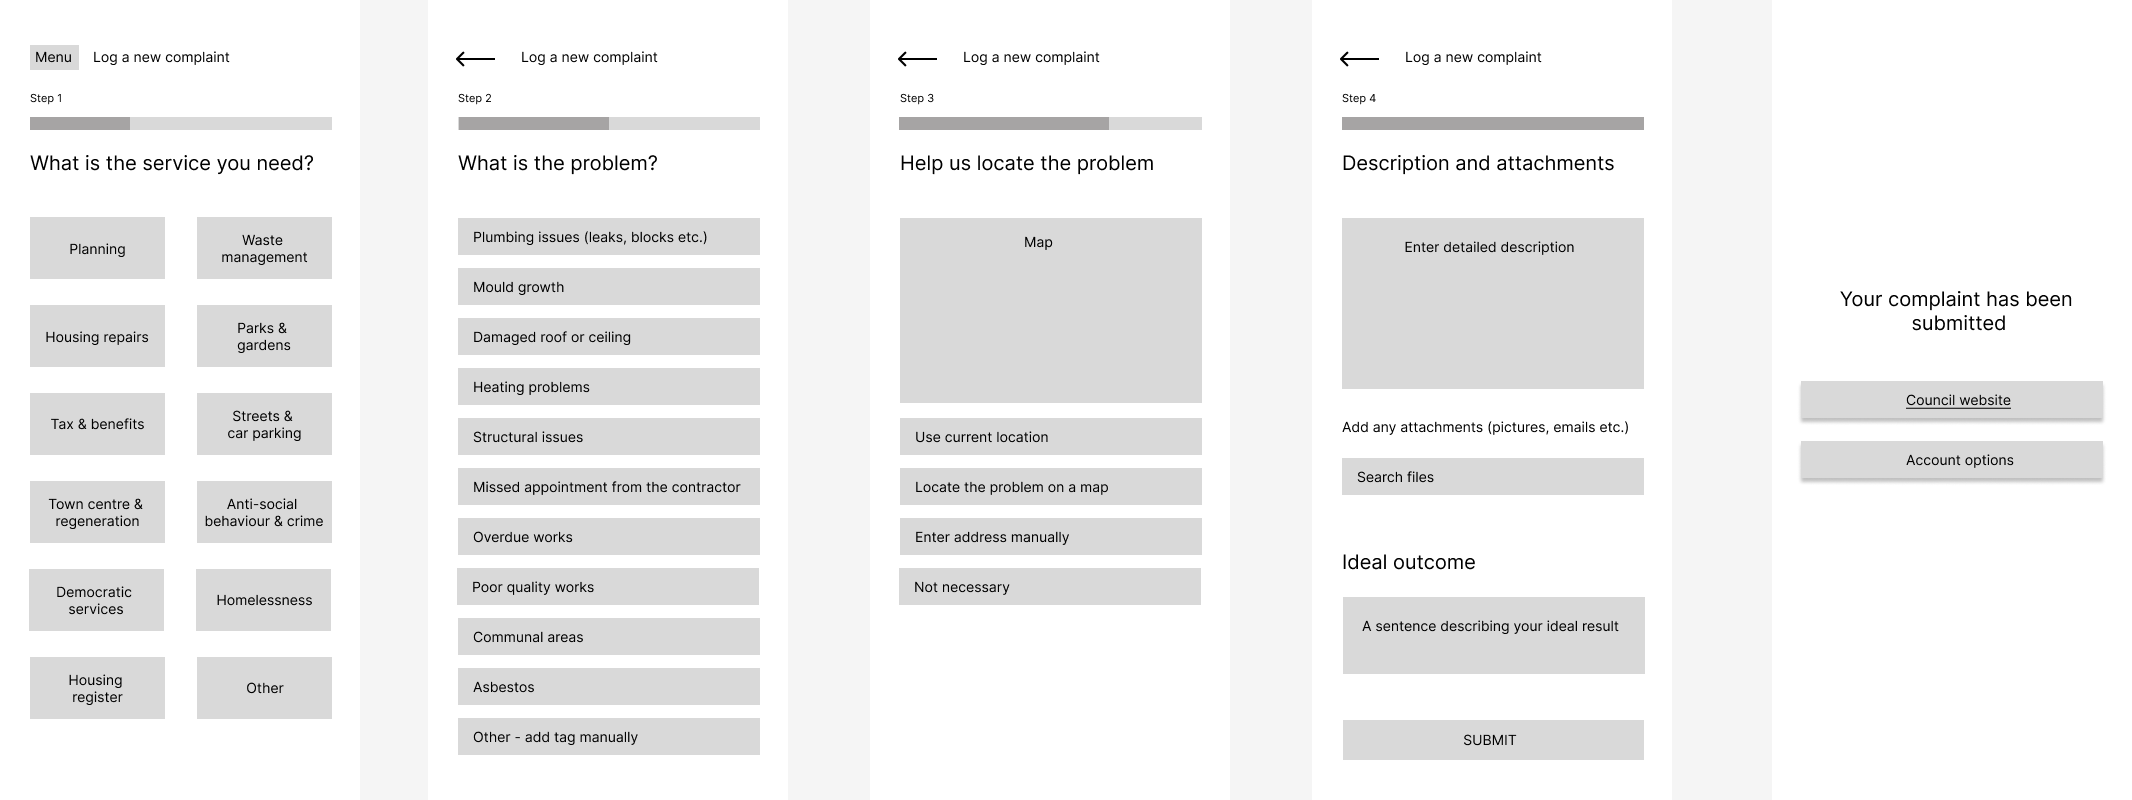 Menu
Log a new complaint
Step 1
What is the service you need?
Planning
Waste
management
Housing repairs
Parks &
gardens
Tax & benefits
Streets &
car parking
Town centre &
regeneration
Anti-social
behaviour & crime
Democratic
services
Homelessness
Housing
register
Other
Log a new complaint
Step 2
What is the problem?
Plumbing issues (leaks, blocks etc.)
Mould growth
Damaged roof or ceiling
Heating problems
Structural issues
Missed appointment from the contractor
Overdue works
Poor quality works
Communal areas
Asbestos
Other - add tag manually
Log a new complaint
Step 3
Help us locate the problem
Map
Use current location
Locate the problem on a map
Enter address manually
Not necessary
Log a new complaint
Step 4
Description and attachments
Enter detailed description
Add any attachments (pictures, emails etc.)
Search files
Ideal outcome
A sentence describing your ideal result
SUBMIT
Your complaint has been
submitted
Council website
Account options